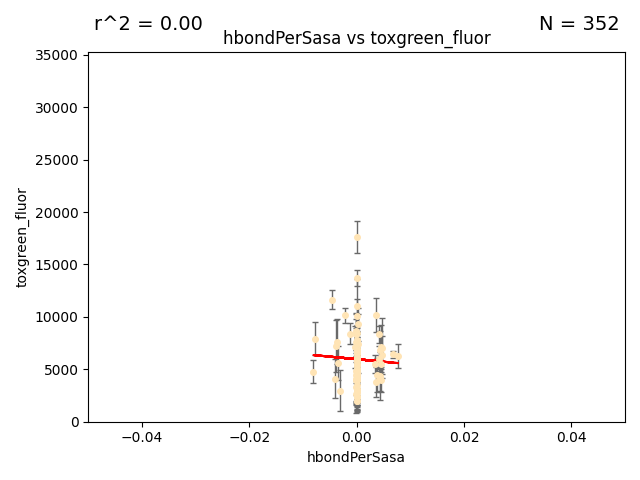 r^2 = 0.00
N = 352
hbondPerSasa vs toxgreen_fluor
toxgreen_fluor
35000
30000
25000
20000
15000
10000
5000
0
−0.04
−0.02
0.00
0.02
0.04
hbondPerSasa